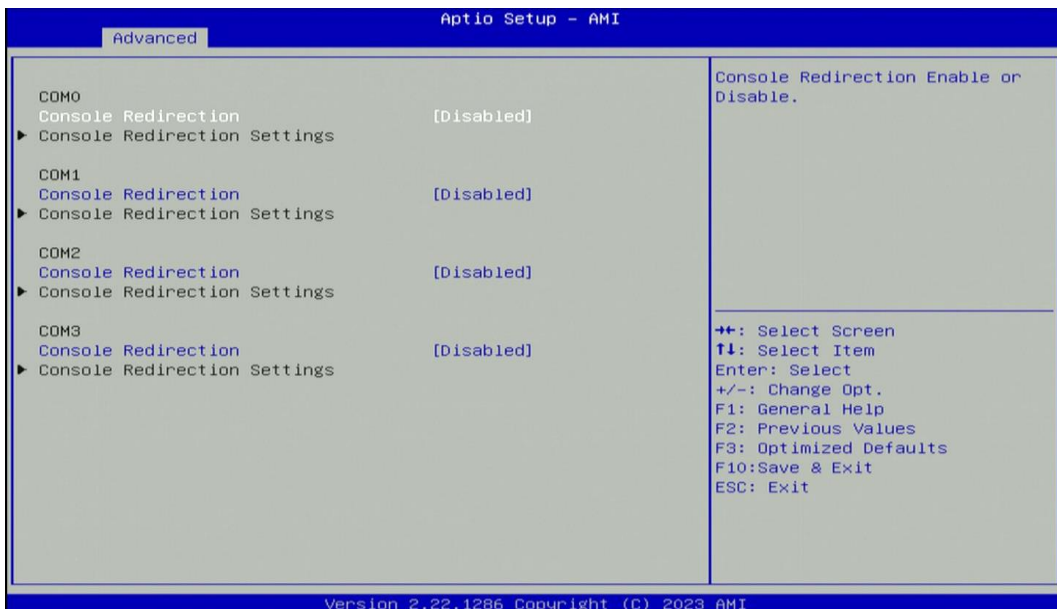 Aptio Setup - AMI
Advanced
COM0
Console Redirection [Disabled]
▶ Console Redirection Settings
COM1
Console Redirection [Disabled]
▶ Console Redirection Settings
COM2
Console Redirection [Disabled]
▶ Console Redirection Settings
COM3
Console Redirection [Disabled]
▶ Console Redirection Settings
Console Redirection Enable or
Disable.
→←: Select Screen
↑↓: Select Item
Enter: Select
+/-: Change Opt.
F1: General Help
F2: Previous Values
F3: Optimized Defaults
F10:Save & Exit
ESC: Exit
Version 2.22.1286 Copyright (C) 2023 AMI